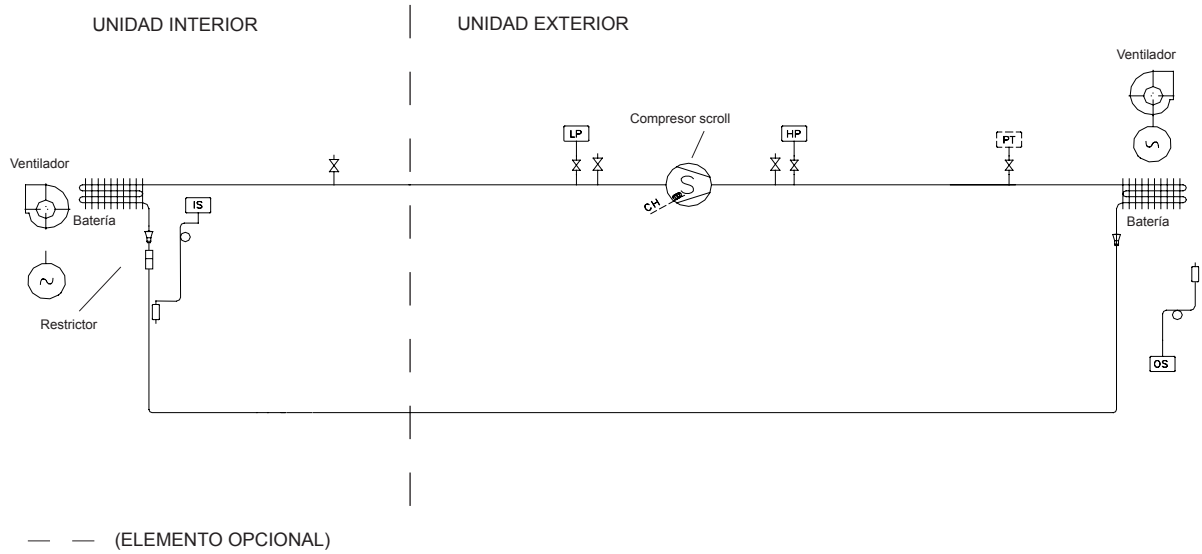 UNIDAD INTERIOR
UNIDAD EXTERIOR
Ventilador
Compresor scroll
LP
HP
PT
S
CH
Ventilador
Batería
IS
Batería
Restrictor
OS
(ELEMENTO OPCIONAL)